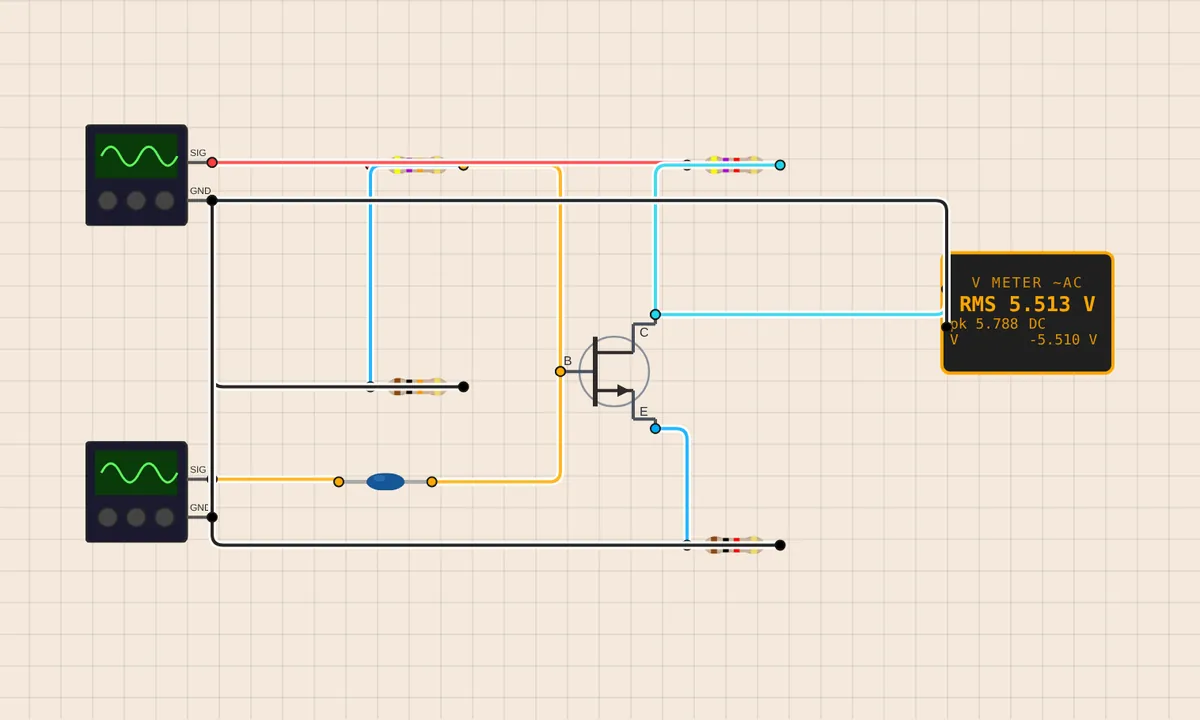 SIG
GND
V METER ~AC
RMS 5.513 V
pk 5.788 DC
V -5.510 V
C
B
E
SIG
GND